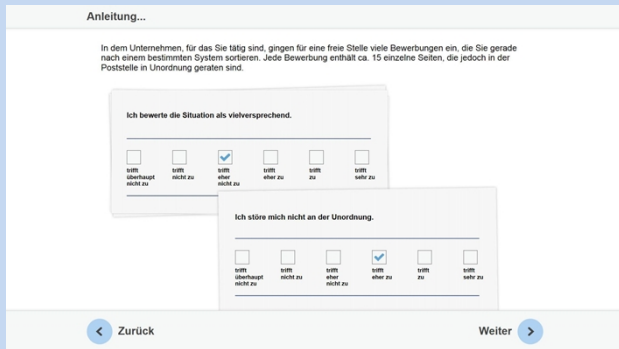 Anleitung...
In dem Unternehmen, für das Sie tätig sind, gingen für eine freie Stelle viele Bewerbungen ein, die Sie gerade
nach einem bestimmten System sortieren. Jede Bewerbung enthält ca. 15 einzelne Seiten, die jedoch in der
Poststelle in Unordnung geraten sind.
Ich bewerte die Situation als vielversprechend.
trifft überhaupt nicht zu
trifft nicht zu
trifft eher nicht zu
trifft eher zu
trifft zu
trifft sehr zu
Ich störe mich nicht an der Unordnung.
trifft überhaupt nicht zu
trifft nicht zu
trifft eher nicht zu
trifft eher zu
trifft zu
trifft sehr zu
Zurück
Weiter